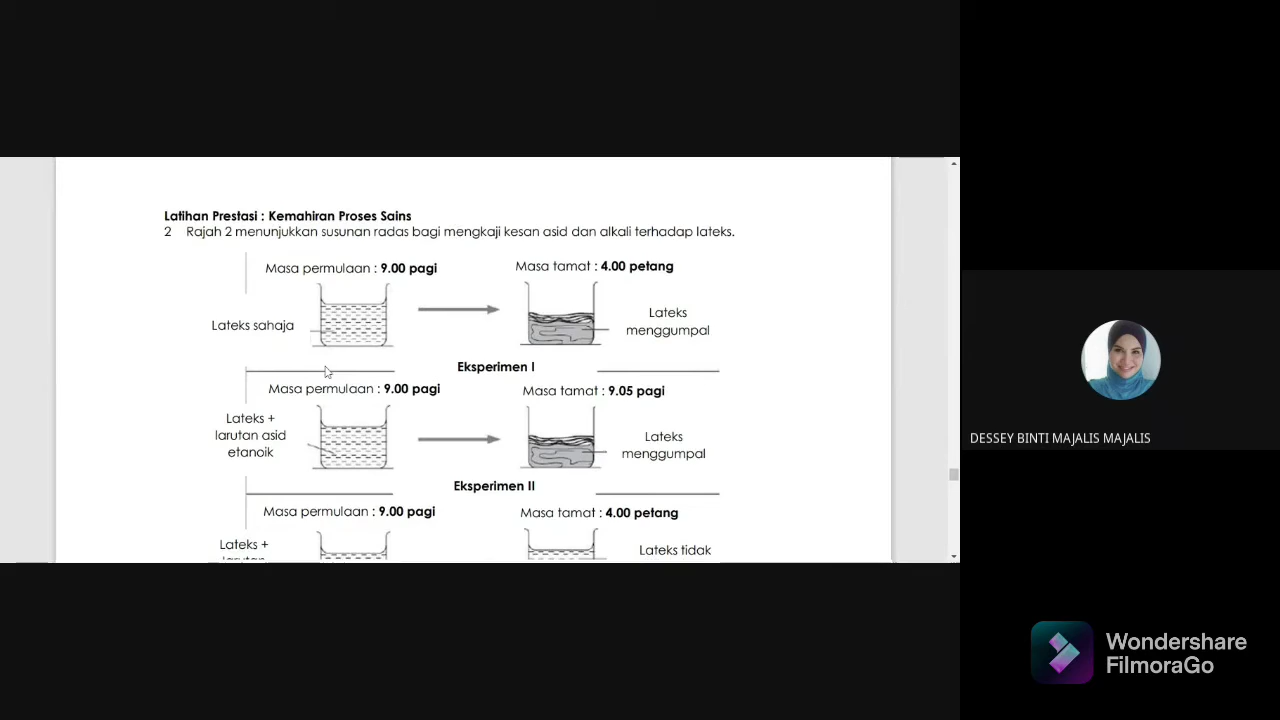 Latihan Prestasi : Kemahiran Proses Sains
2 Rajah 2 menunjukkan susunan radas bagi mengkaji kesan asid dan alkali terhadap lateks.
Masa permulaan : 9.00 pagi
Masa tamat : 4.00 petang
Lateks sahaja
Lateks
menggumpal
Eksperimen I
Masa permulaan : 9.00 pagi
Masa tamat : 9.05 pagi
Lateks +
larutan asid
etanoik
Lateks
menggumpal
Eksperimen II
Masa permulaan : 9.00 pagi
Masa tamat : 4.00 petang
Lateks +
Lateks tidak
DESSEY BINTI MAJALIS MAJALIS
Wondershare
FilmoraGo